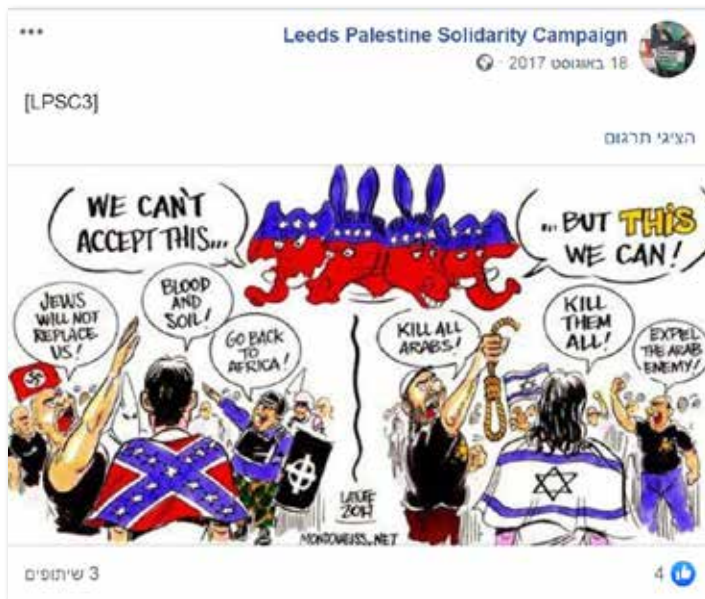 Leeds Palestine Solidarity Campaign
18 באוגוסט 2017
[LPSC3]
הציגי תרגום
WE CAN'T
ACCEPT THIS...
... BUT THIS
WE CAN!
JEWS
WILL NOT
REPLACE
US!
BLOOD
AND
SOIL!
GO BACK
TO
AFRICA!
KILL ALL
ARABS!
KILL
THEM
ALL!
EXPEL
THE ARAB
ENEMY!
LATUFF
2017
MONDOWEISS.NET
3 שיתופים
4